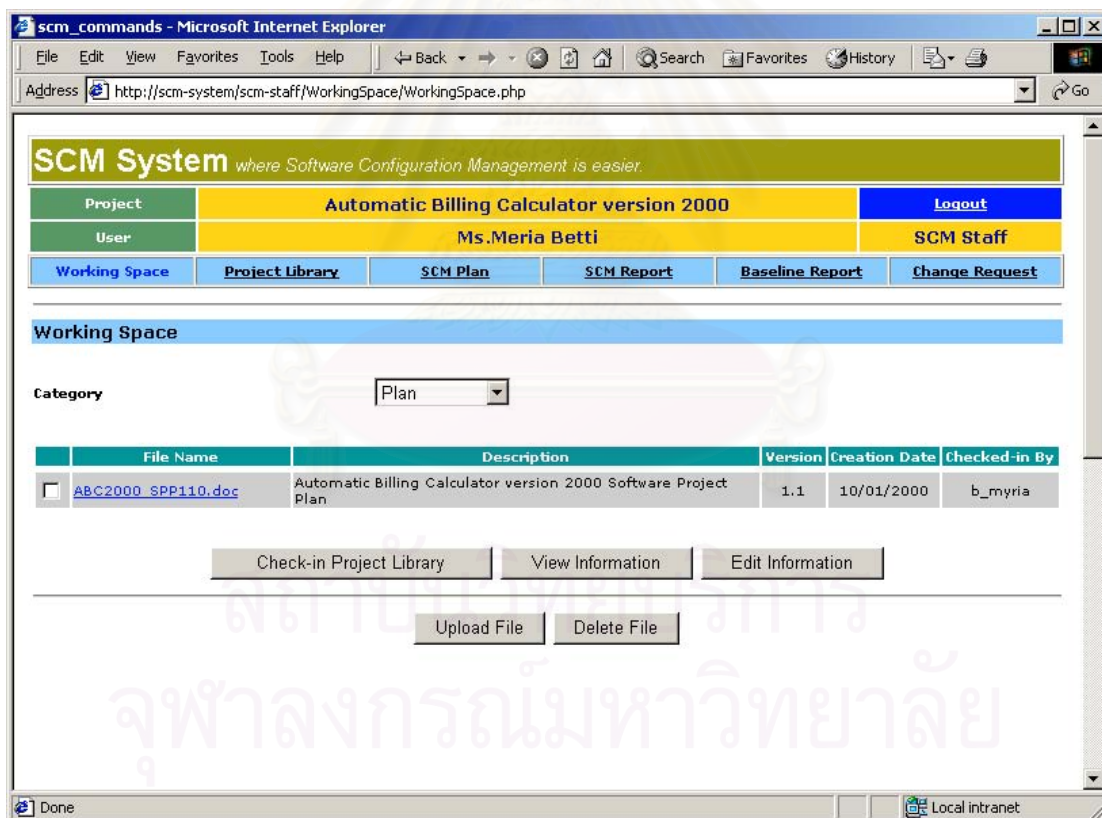 scm_commands - Microsoft Internet Explorer
File Edit View Favorites Tools Help Back Search Favorites History
Address http://scm-system/scm-staff/WorkingSpace/WorkingSpace.php Go
SCM System where Software Configuration Management is easier.
Project Automatic Billing Calculator version 2000 Logout
User Ms.Meria Betti SCM Staff
Working Space Project Library SCM Plan SCM Report Baseline Report Change Request
Working Space
Category Plan
File Name Description Version Creation Date Checked-in By
ABC2000_SPP110.doc Automatic Billing Calculator version 2000 Software Project 1.1 10/01/2000 b_myria
Plan
Check-in Project Library View Information Edit Information
สถาบันวิทยบริการ
Upload File Delete File
จุฬาลงกรณ์มหาวิทยาลัย
Done Local intranet